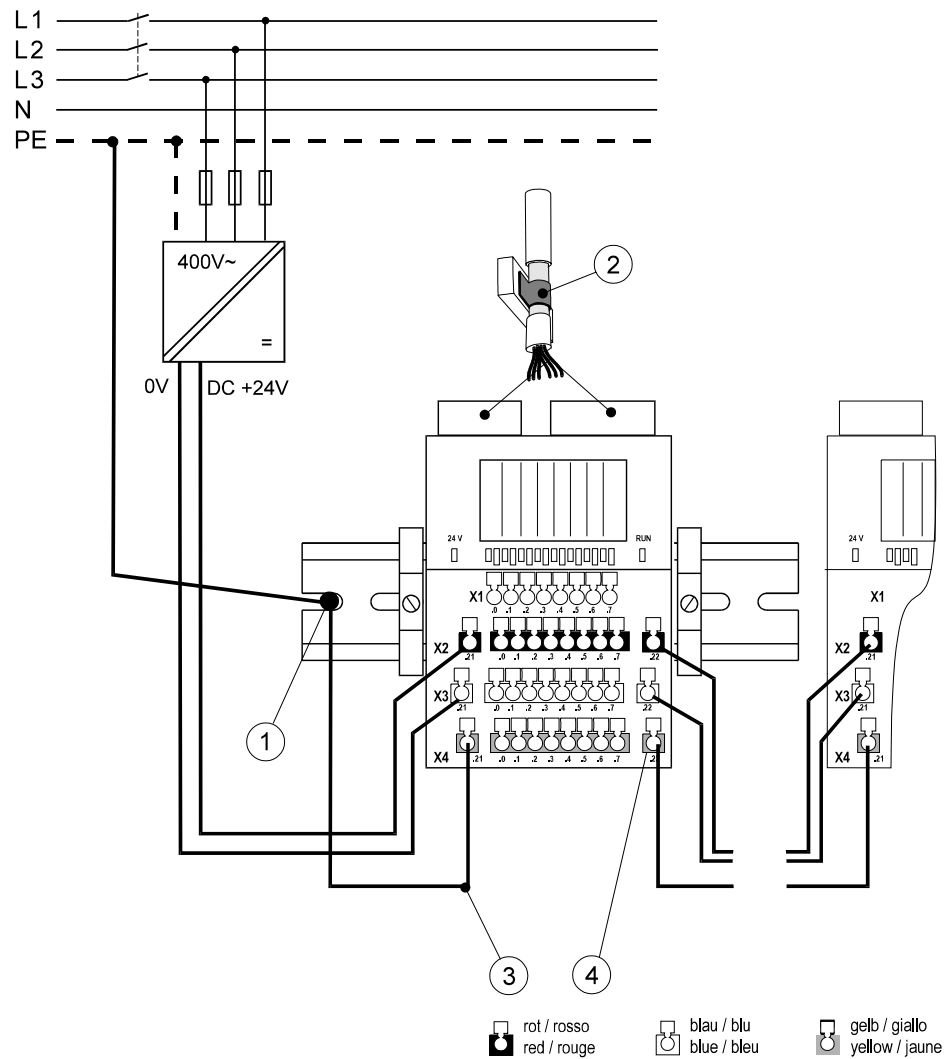 L1
L2
L3
N
PE
400V~
=
0V DC +24V
2
24 V RUN 24 V
X1 .0 .1 .2 .3 .4 .5 .6 .7 X1
X2 .21 .0 .1 .2 .3 .4 .5 .6 .7 .22 X2 .21
X3 .21 .0 .1 .2 .3 .4 .5 .6 .7 .22 X3 .21
X4 .21 .0 .1 .2 .3 .4 .5 .6 .7 X4 .21
1
3
4
rot / rosso
red / rouge
blau / blu
blue / bleu
gelb / giallo
yellow / jaune